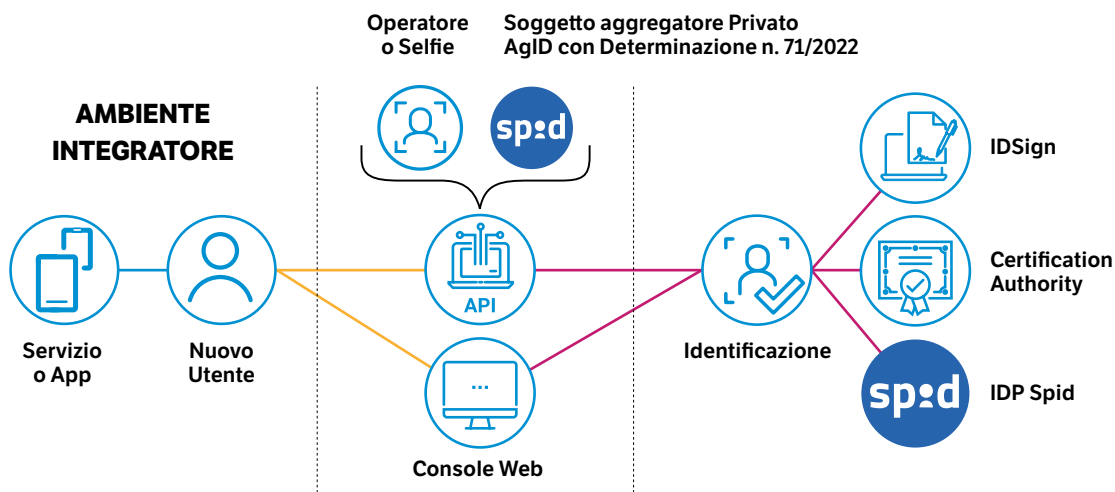 Operatore
o Selfie
Soggetto aggregatore Privato
AgID con Determinazione n. 71/2022
AMBIENTE
INTEGRATORE
spid
IDSign
API
Certification
Authority
Servizio
o App
Nuovo
Utente
Identificazione
...
spid
IDP Spid
Console Web